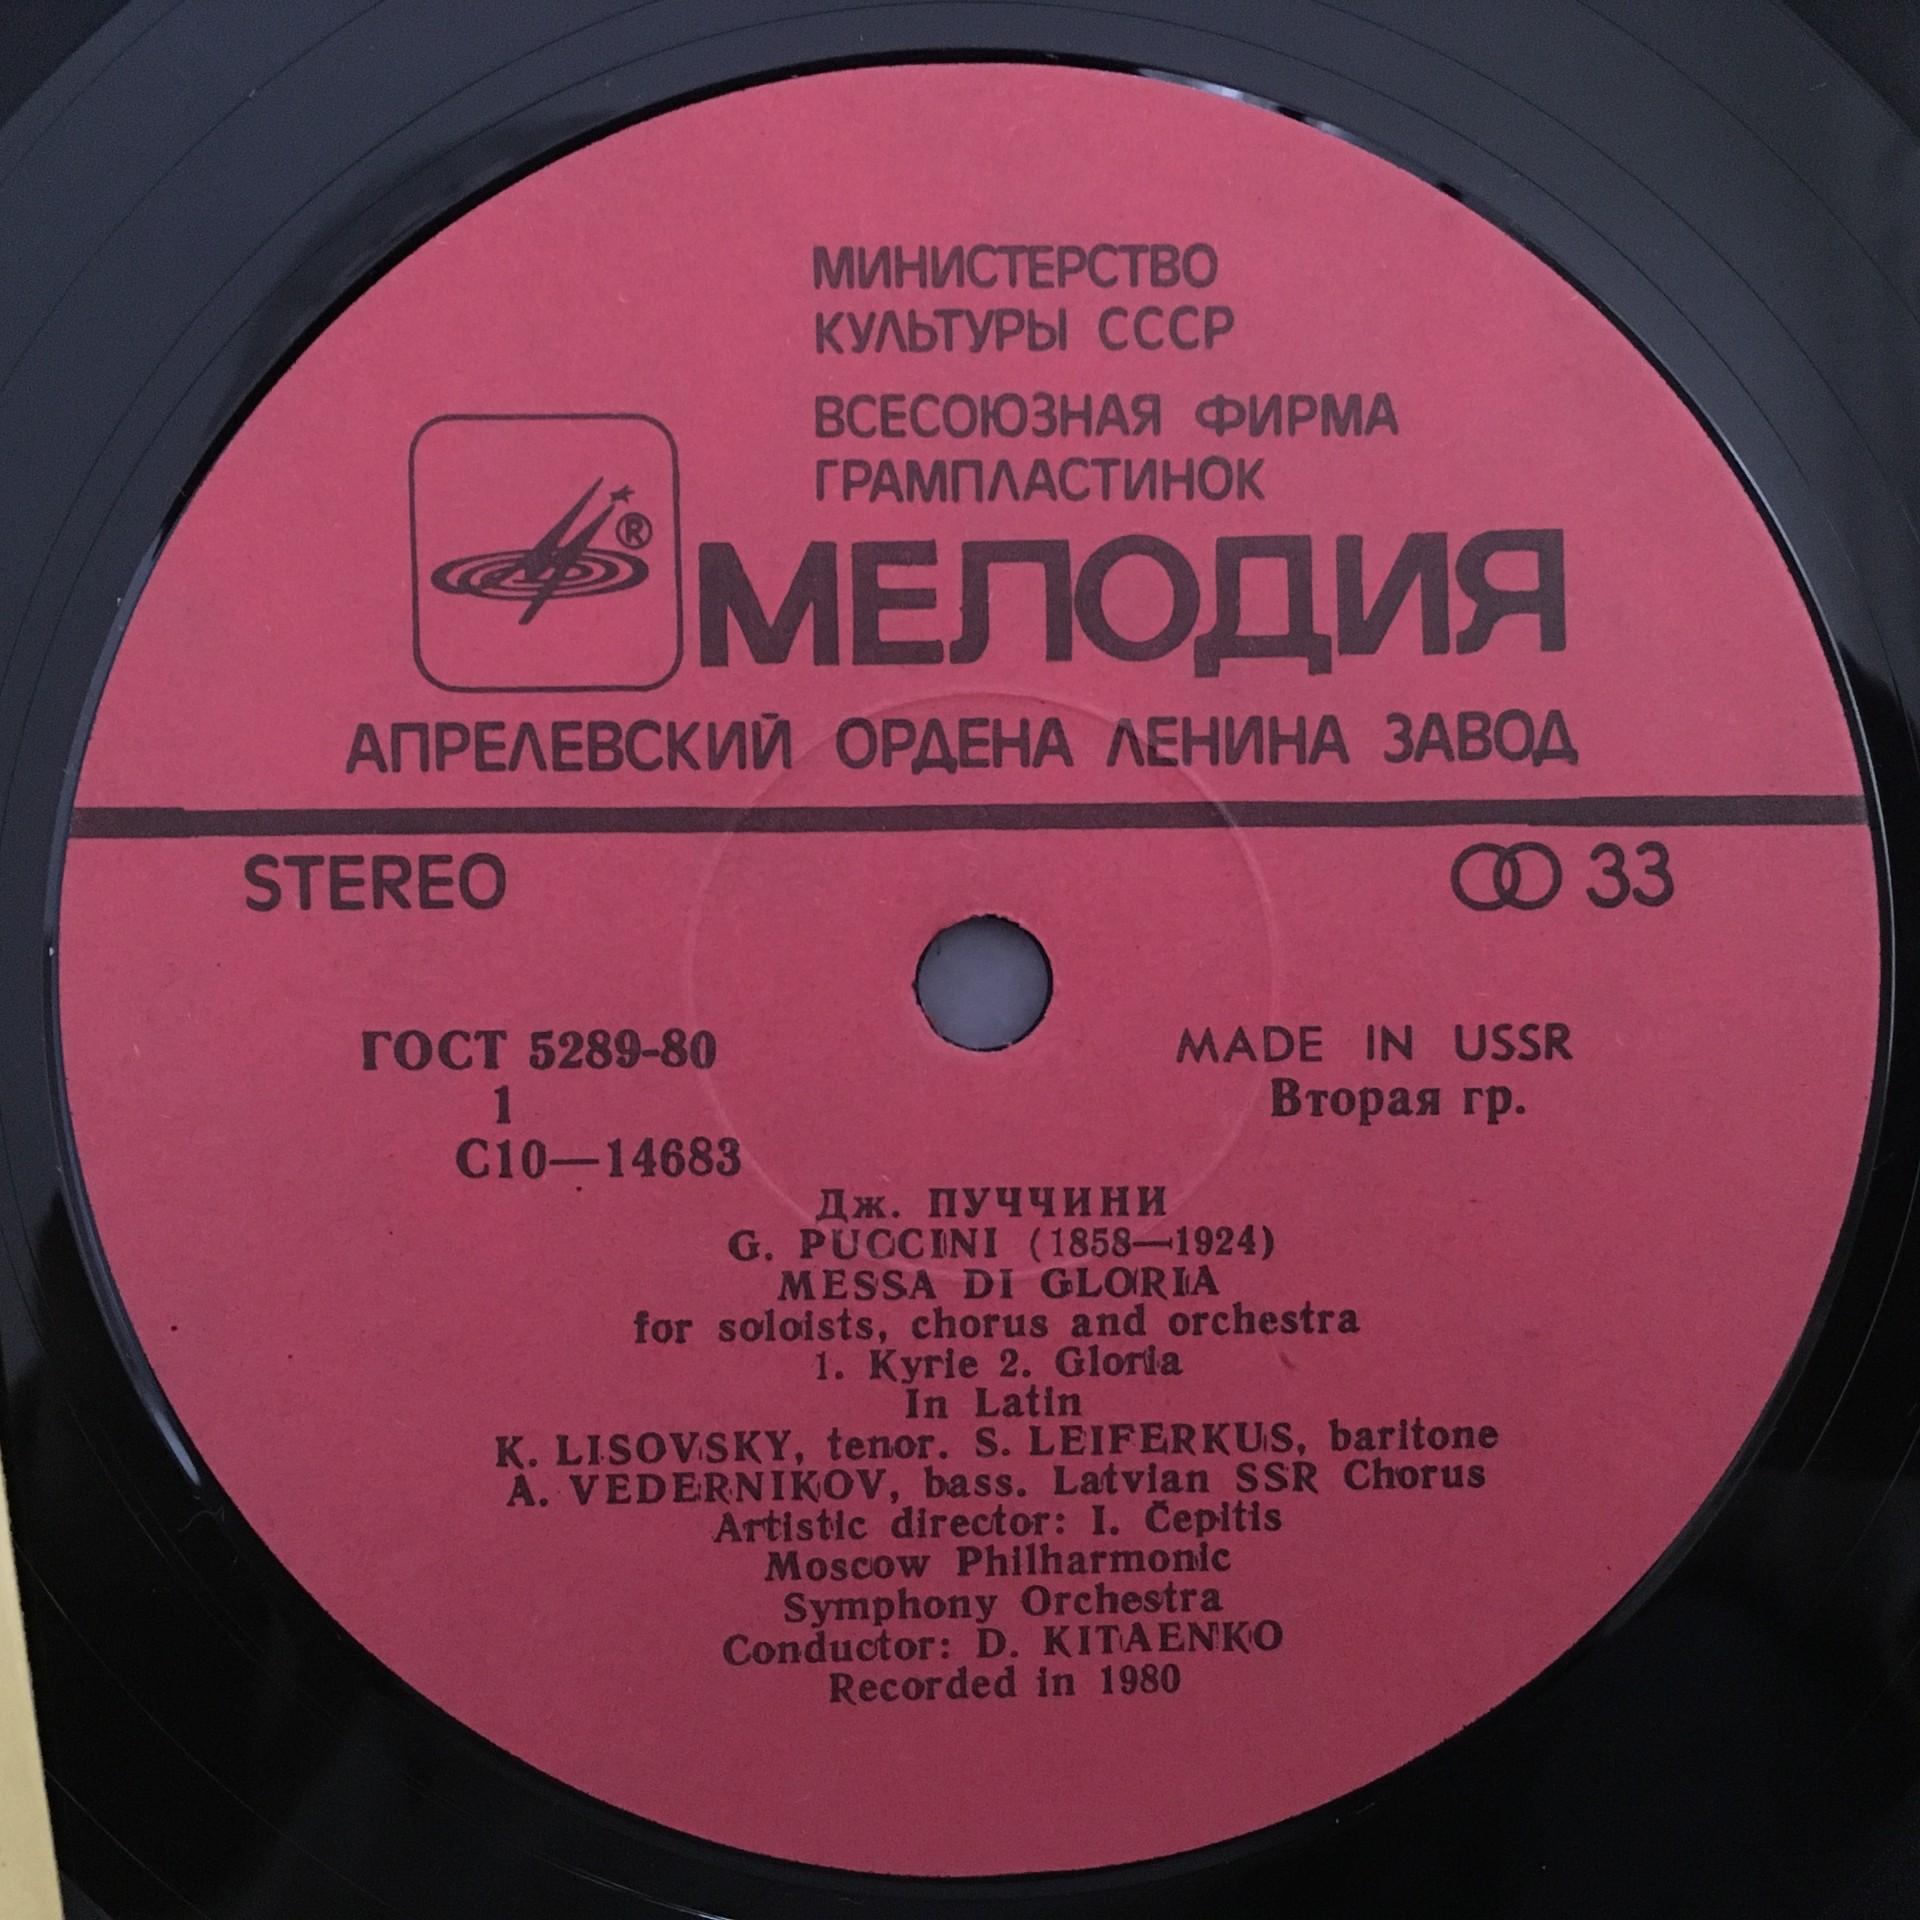 МИНИСТЕРСТВО
КУЛЬТУРЫ СССР
ВСЕСОЮЗНАЯ ФИРМА
ГРАМПЛАСТИНОК
®
МЕЛОДИЯ
АПРЕЛЕВСКИЙ ОРДЕНА ЛЕНИНА ЗАВОД
STEREO
33
ГОСТ 5289-80
MADE IN USSR
1
Вторая гр.
С10—14683
Дж. ПУЧЧИНИ
G. PUCCINI (1858—1924)
MESSA DI GLORIA
for soloists, chorus and orchestra
1. Kyrie 2. Gloria
In Latin
K. LISOVSKY, tenor. S. LEIFERKUS, baritone
A. VEDERNIKOV, bass. Latvian SSR Chorus
Artistic director: I. Čepitis
Moscow Philharmonic
Symphony Orchestra
Conductor: D. KITAENKO
Recorded in 1980